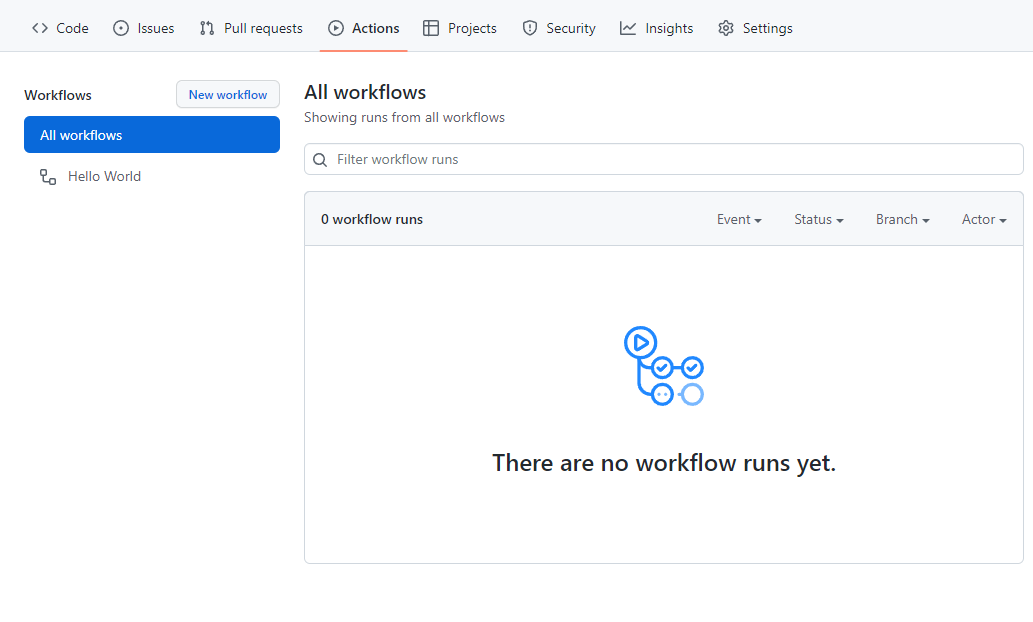 Code Issues Pull requests Actions Projects Security Insights Settings
Workflows
New workflow
All workflows
Hello World
All workflows
Showing runs from all workflows
Filter workflow runs
0 workflow runs Event Status Branch Actor
There are no workflow runs yet.